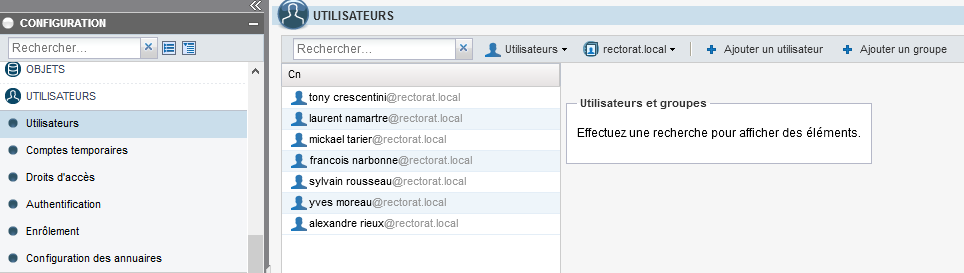 CONFIGURATION
Rechercher...
OBJETS
UTILISATEURS
Utilisateurs
Comptes temporaires
Droits d'accès
Authentification
Enrôlement
Configuration des annuaires
UTILISATEURS
Rechercher... Utilisateurs rectorat.local Ajouter un utilisateur Ajouter un groupe
Cn
tony crescentini@rectorat.local
laurent namartre@rectorat.local
mickael tarier@rectorat.local
francois narbonne@rectorat.local
sylvain rousseau@rectorat.local
yves moreau@rectorat.local
alexandre rieux@rectorat.local
Utilisateurs et groupes
Effectuez une recherche pour afficher des éléments.